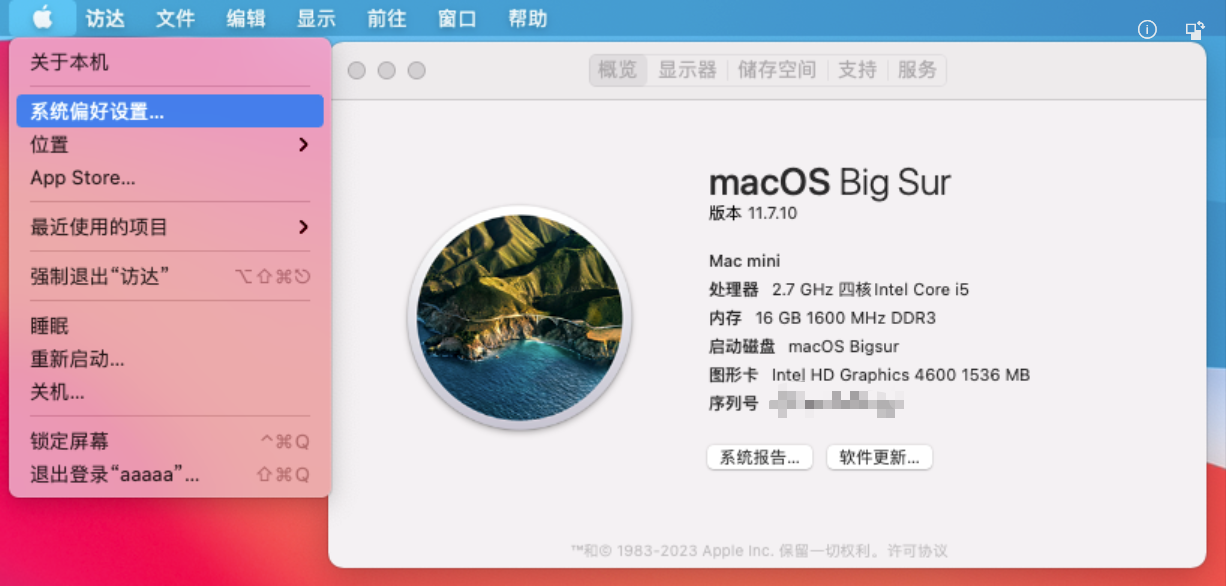 访达 文件 编辑 显示 前往 窗口 帮助
关于本机
系统偏好设置...
位置
App Store...
最近使用的项目
强制退出“访达” ⌥⇧⌘⎋
睡眠
重新启动...
关机...
锁定屏幕 ^⌘Q
退出登录“aaaaa”... ⇧⌘Q
概览 显示器 储存空间 支持 服务
macOS Big Sur
版本 11.7.10
Mac mini
处理器 2.7 GHz 四核Intel Core i5
内存 16 GB 1600 MHz DDR3
启动磁盘 macOS Bigsur
图形卡 Intel HD Graphics 4600 1536 MB
序列号
系统报告... 软件更新...
™和© 1983-2023 Apple Inc. 保留一切权利。许可协议